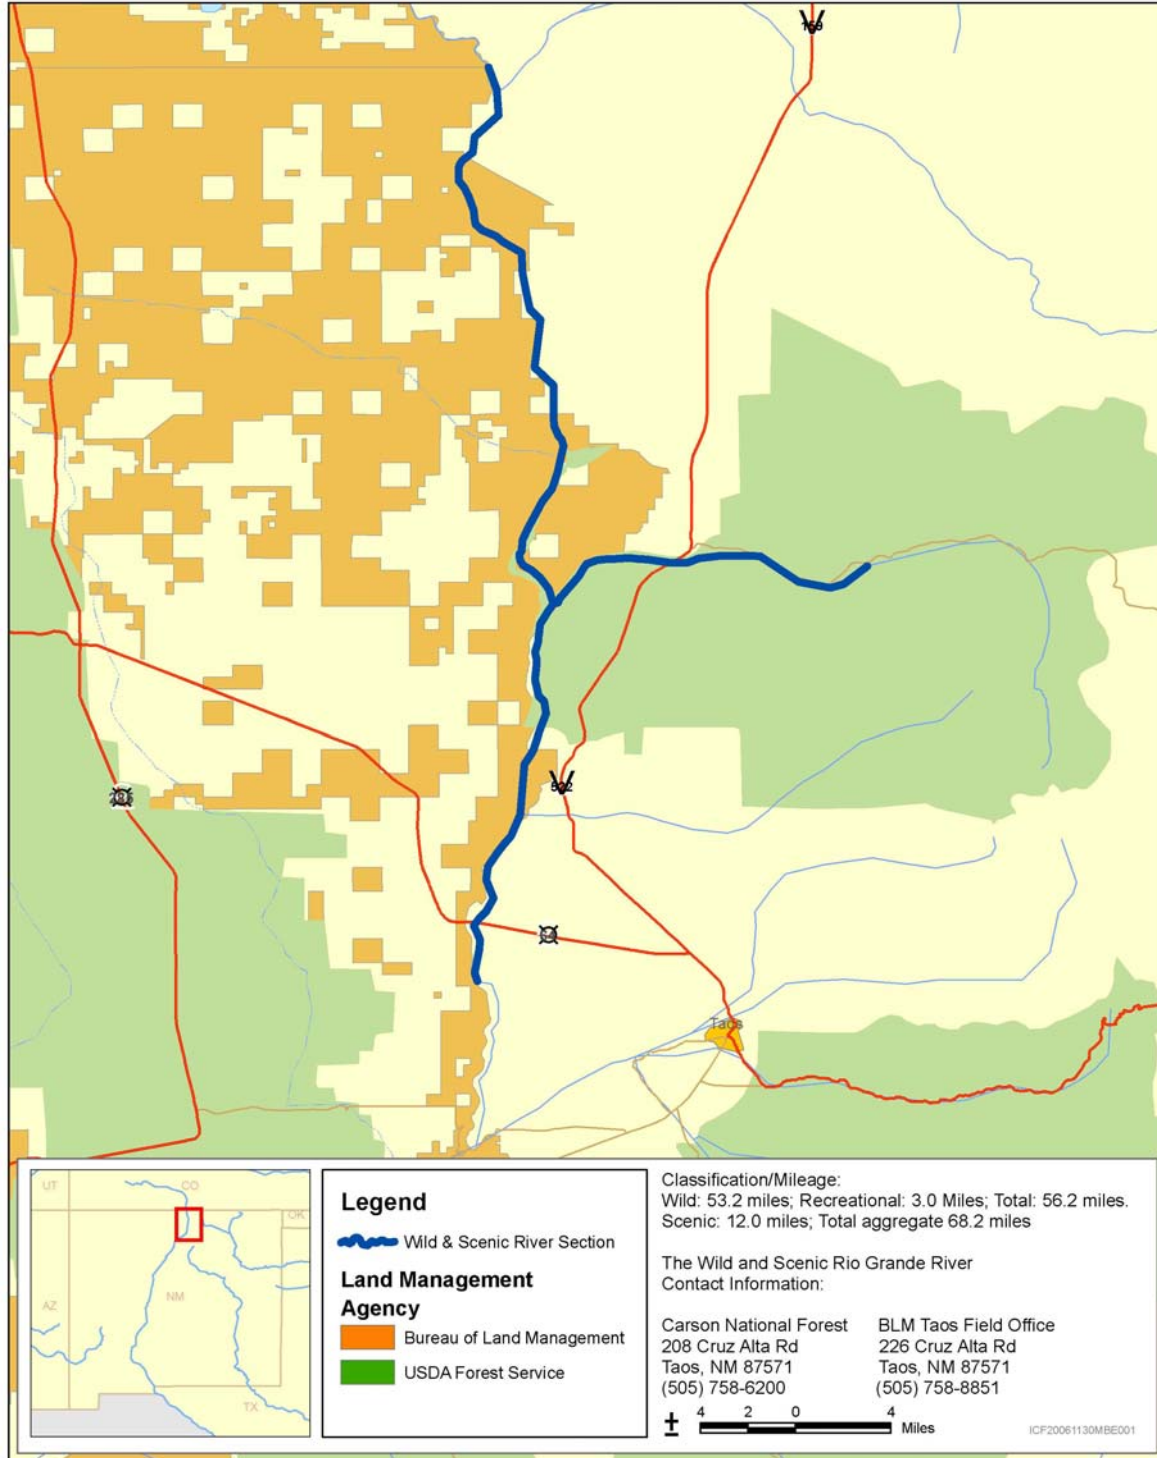 159
522
64
Taos
UT
CO
OK
AZ
NM
TX
Legend
Wild & Scenic River Section
Land Management
Agency
Bureau of Land Management
USDA Forest Service
Classification/Mileage:
Wild: 53.2 miles; Recreational: 3.0 Miles; Total: 56.2 miles.
Scenic: 12.0 miles; Total aggregate 68.2 miles
The Wild and Scenic Rio Grande River
Contact Information:
Carson National Forest
208 Cruz Alta Rd
Taos, NM 87571
(505) 758-6200
BLM Taos Field Office
226 Cruz Alta Rd
Taos, NM 87571
(505) 758-8851
4 2 0 4
Miles
ICF20061130MBE001